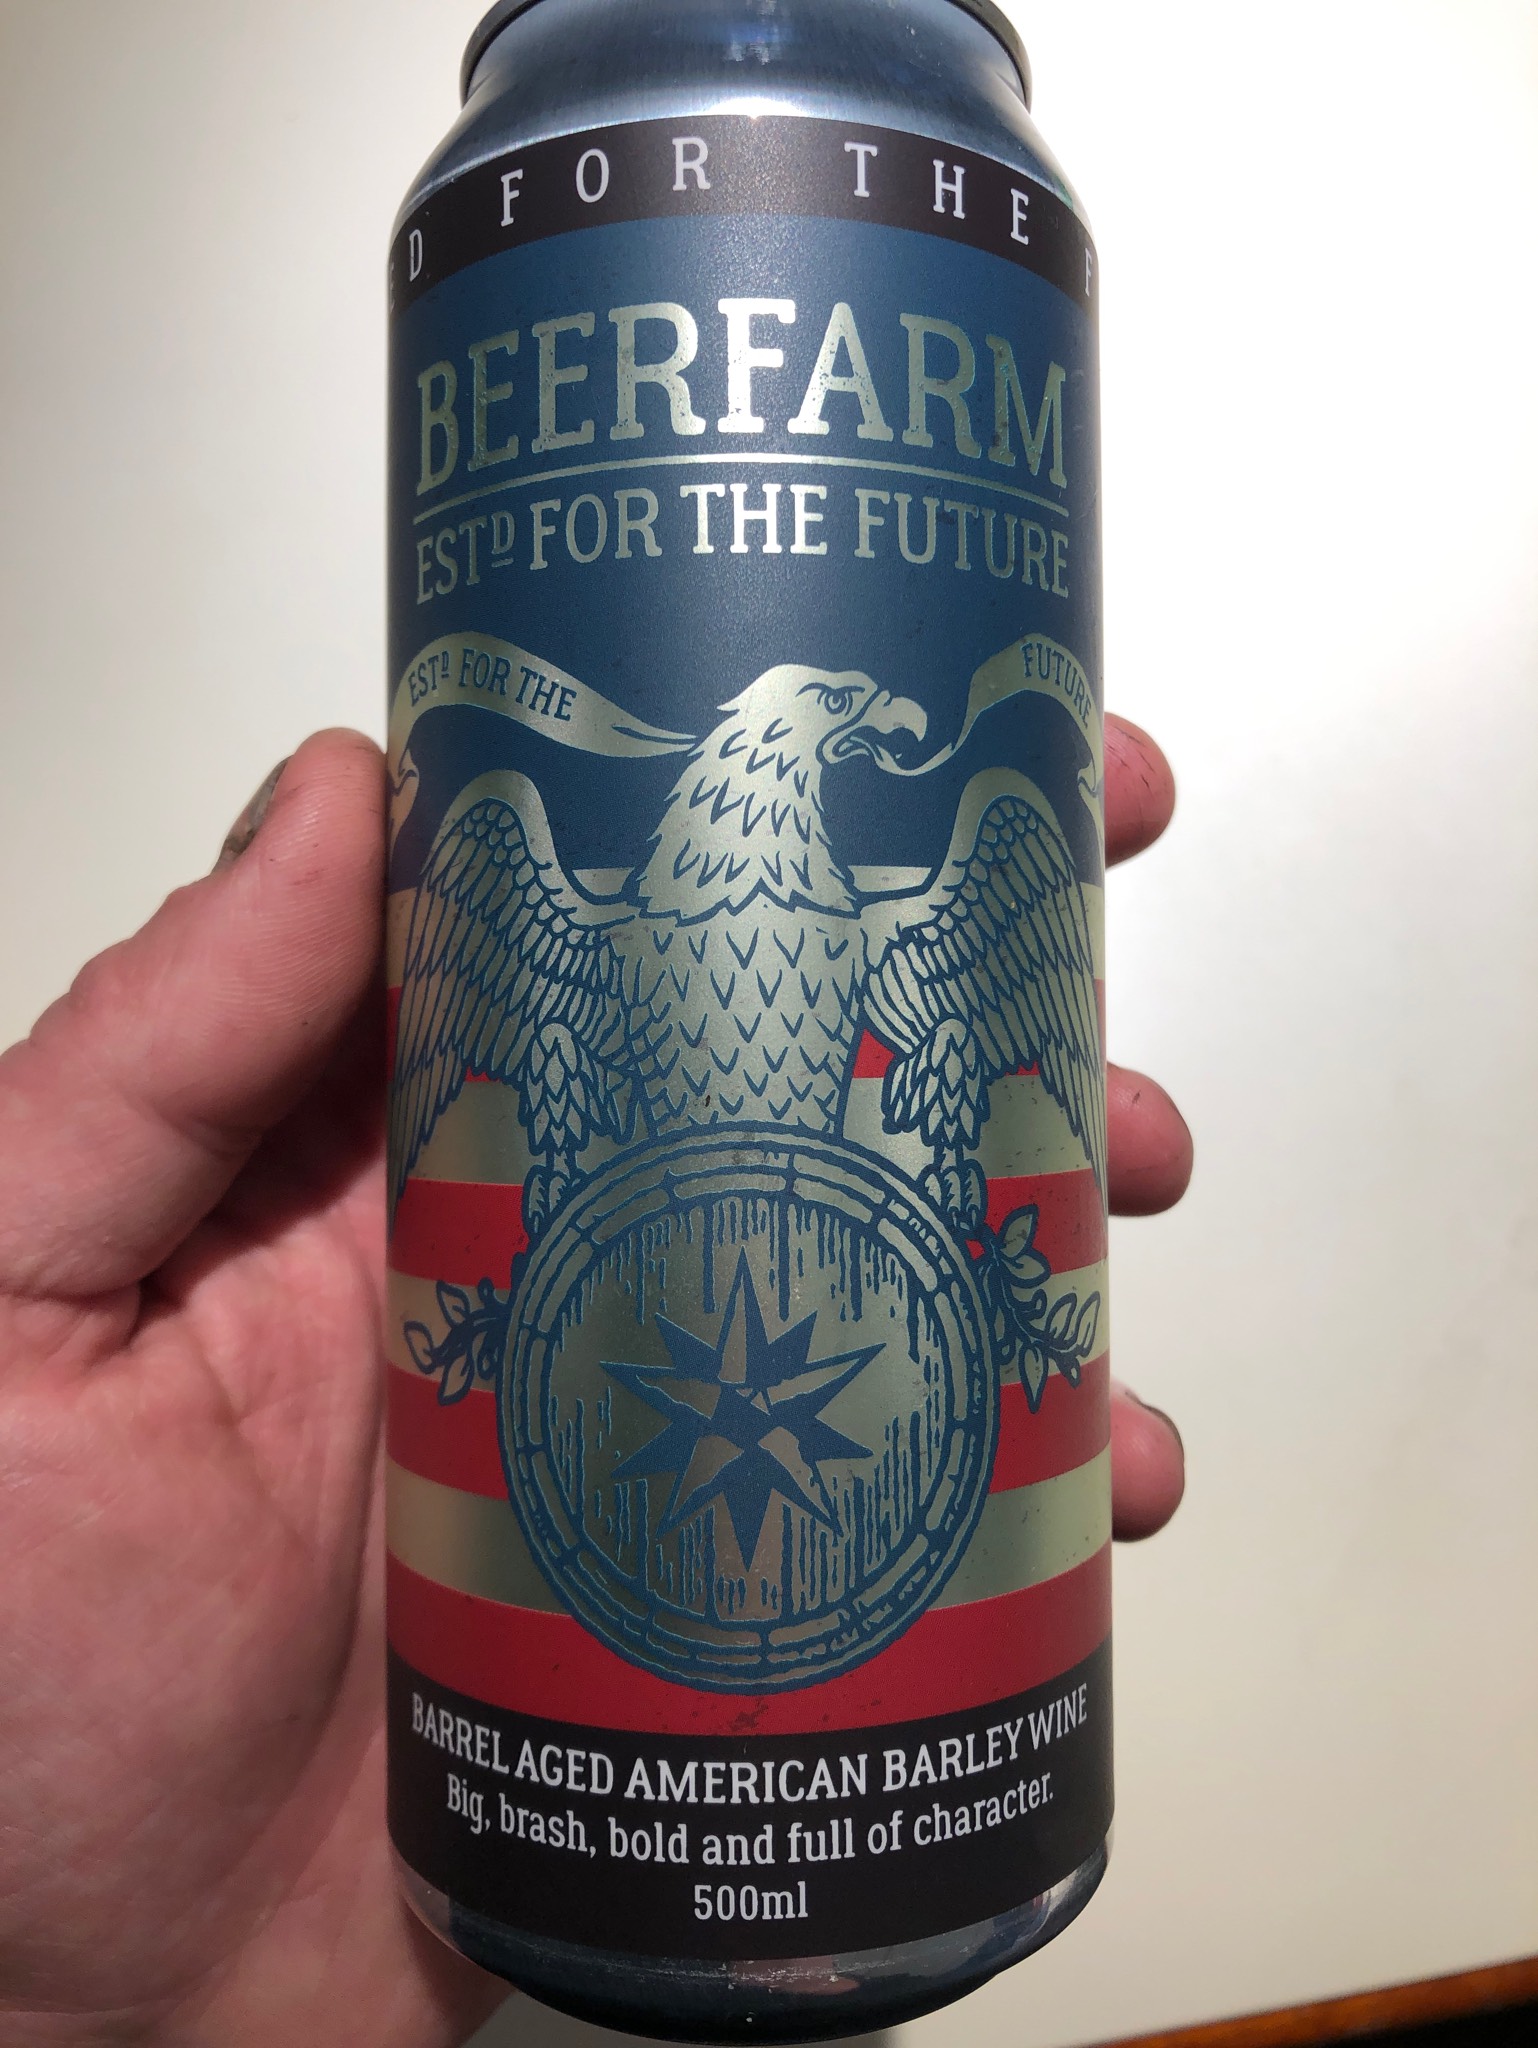 D FOR THE F
BEERFARM
ESTD FOR THE FUTURE
ESTD FOR THE FUTURE
BARREL AGED AMERICAN BARLEY WINE
Big, brash, bold and full of character.
500ml